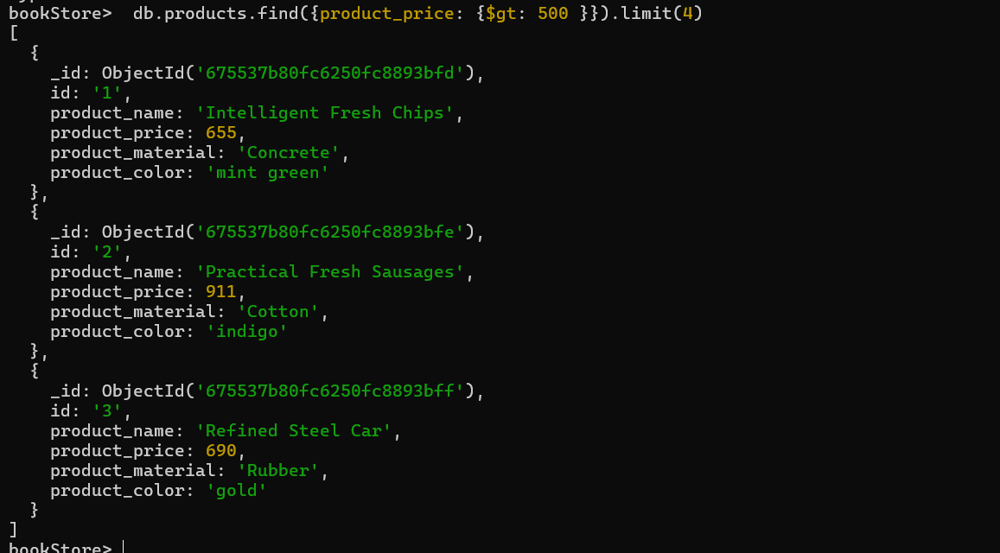 bookStore>  db.products.find({product_price: {$gt: 500 }}).limit(4)
[
  {
    _id: ObjectId('675537b80fc6250fc8893bfd'),
    id: '1',
    product_name: 'Intelligent Fresh Chips',
    product_price: 655,
    product_material: 'Concrete',
    product_color: 'mint green'
  },
  {
    _id: ObjectId('675537b80fc6250fc8893bfe'),
    id: '2',
    product_name: 'Practical Fresh Sausages',
    product_price: 911,
    product_material: 'Cotton',
    product_color: 'indigo'
  },
  {
    _id: ObjectId('675537b80fc6250fc8893bff'),
    id: '3',
    product_name: 'Refined Steel Car',
    product_price: 690,
    product_material: 'Rubber',
    product_color: 'gold'
  }
]
bookStore>